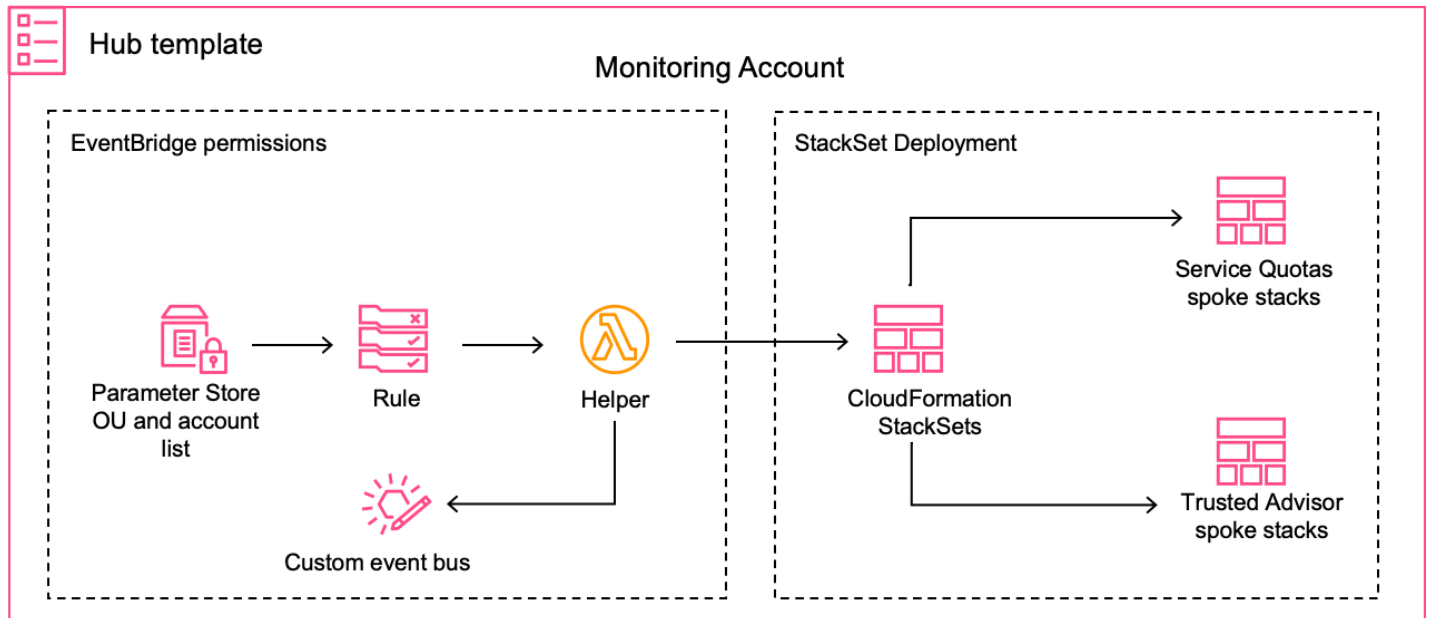 Hub template
Monitoring Account
EventBridge permissions
Parameter Store
OU and account
list
Rule
Helper
Custom event bus
StackSet Deployment
CloudFormation
StackSets
Service Quotas
spoke stacks
Trusted Advisor
spoke stacks